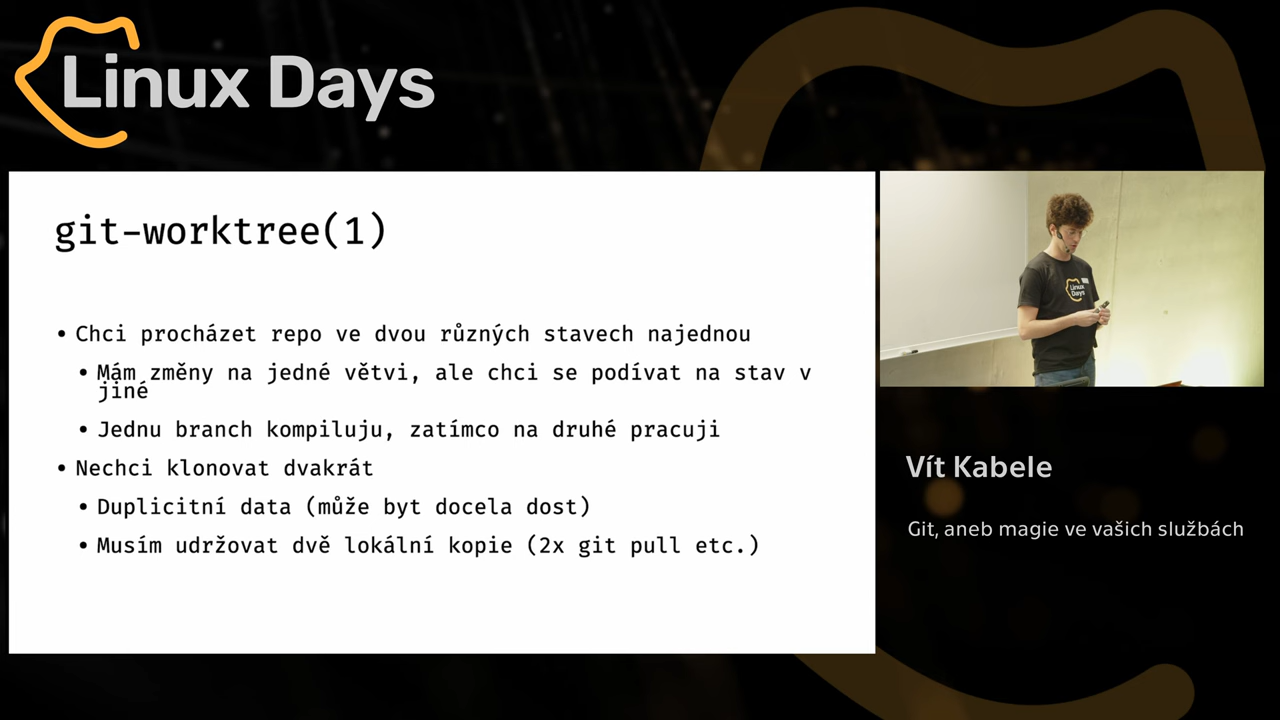 Linux Days
git-worktree(1)
• Chci procházet repo ve dvou různých stavech najednou
• Mám změny na jedné větvi, ale chci se podívat na stav v
jiné
• Jednu branch kompiluju, zatímco na druhé pracuji
• Nechci klonovat dvakrát
• Duplicitní data (může byt docela dost)
• Musím udržovat dvě lokální kopie (2x git pull etc.)
Linux
Days
Vít Kabele
Git, aneb magie ve vašich službách